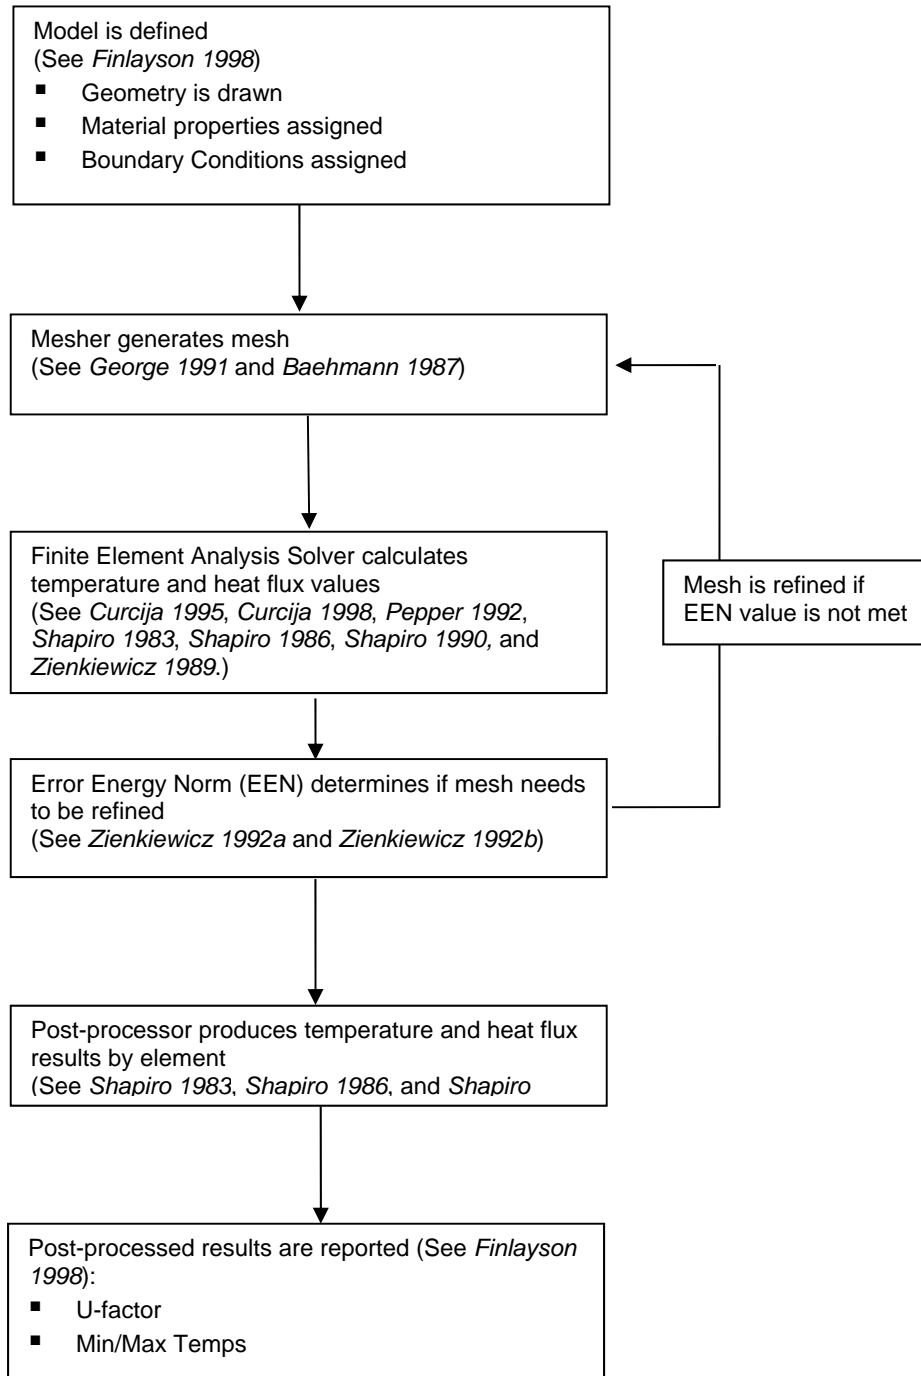 Model is defined
(See Finlayson 1998)
▪ Geometry is drawn
▪ Material properties assigned
▪ Boundary Conditions assigned
Mesher generates mesh
(See George 1991 and Baehmann 1987)
Finite Element Analysis Solver calculates
temperature and heat flux values
(See Curcija 1995, Curcija 1998, Pepper 1992,
Shapiro 1983, Shapiro 1986, Shapiro 1990, and
Zienkiewicz 1989.)
Mesh is refined if
EEN value is not met
Error Energy Norm (EEN) determines if mesh needs
to be refined
(See Zienkiewicz 1992a and Zienkiewicz 1992b)
Post-processor produces temperature and heat flux
results by element
(See Shapiro 1983, Shapiro 1986, and Shapiro
Post-processed results are reported (See Finlayson
1998):
▪ U-factor
▪ Min/Max Temps